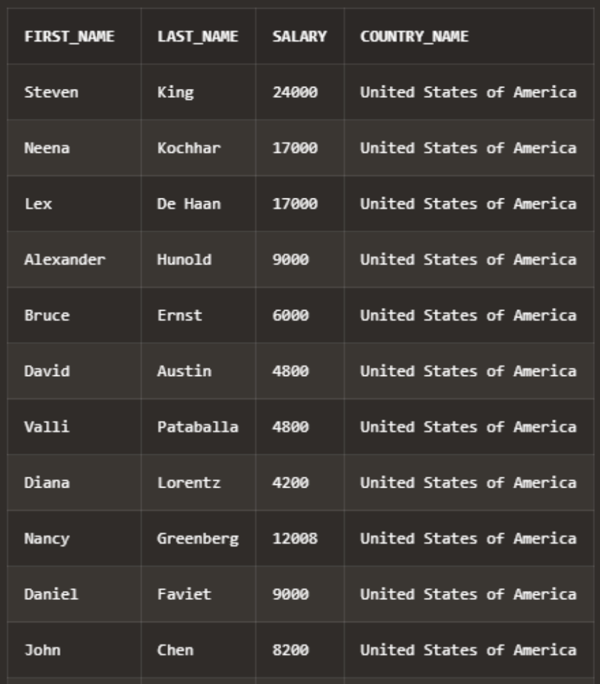 FIRST_NAME LAST_NAME SALARY COUNTRY_NAME
Steven King 24000 United States of America
Neena Kochhar 17000 United States of America
Lex De Haan 17000 United States of America
Alexander Hunold 9000 United States of America
Bruce Ernst 6000 United States of America
David Austin 4800 United States of America
Valli Pataballa 4800 United States of America
Diana Lorentz 4200 United States of America
Nancy Greenberg 12008 United States of America
Daniel Faviet 9000 United States of America
John Chen 8200 United States of America